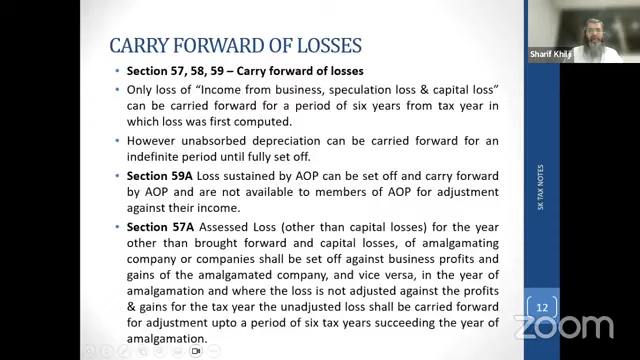 CARRY FORWARD OF LOSSES
• Section 57, 58, 59 – Carry forward of losses
• Only loss of “Income from business, speculation loss & capital loss”
can be carried forward for a period of six years from tax year in
which loss was first computed.
• However unabsorbed depreciation can be carried forward for an
indefinite period until fully set off.
• Section 59A Loss sustained by AOP can be set off and carry forward
by AOP and are not available to members of AOP for adjustment
against their income.
• Section 57A Assessed Loss (other than capital losses) for the year
other than brought forward and capital losses, of amalgamating
company or companies shall be set off against business profits and
gains of the amalgamated company, and vice versa, in the year of
amalgamation and where the loss is not adjusted against the profits
& gains for the tax year the unadjusted loss shall be carried forward
for adjustment upto a period of six tax years succeeding the year of
amalgamation.
SK TAX NOTES
12
Sharif Khilji
zoom